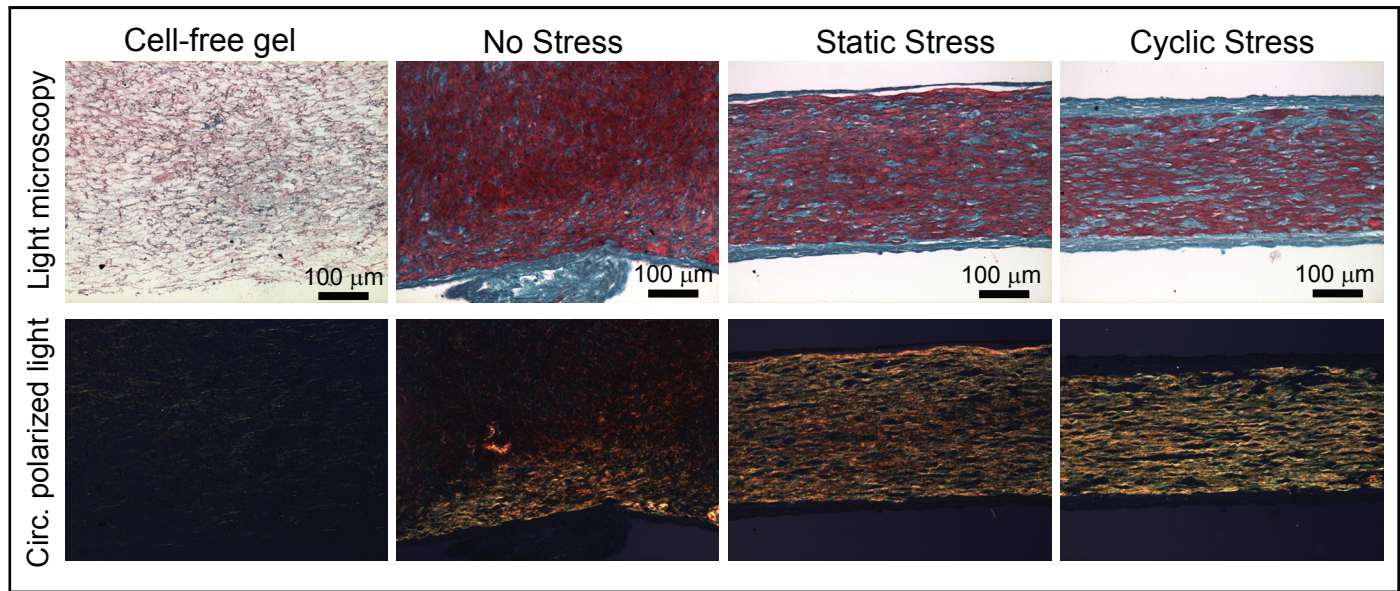 Cell-free gel
No Stress
Static Stress
Cyclic Stress
Light microscopy
100 μm
100 μm
100 μm
100 μm
Circ. polarized light